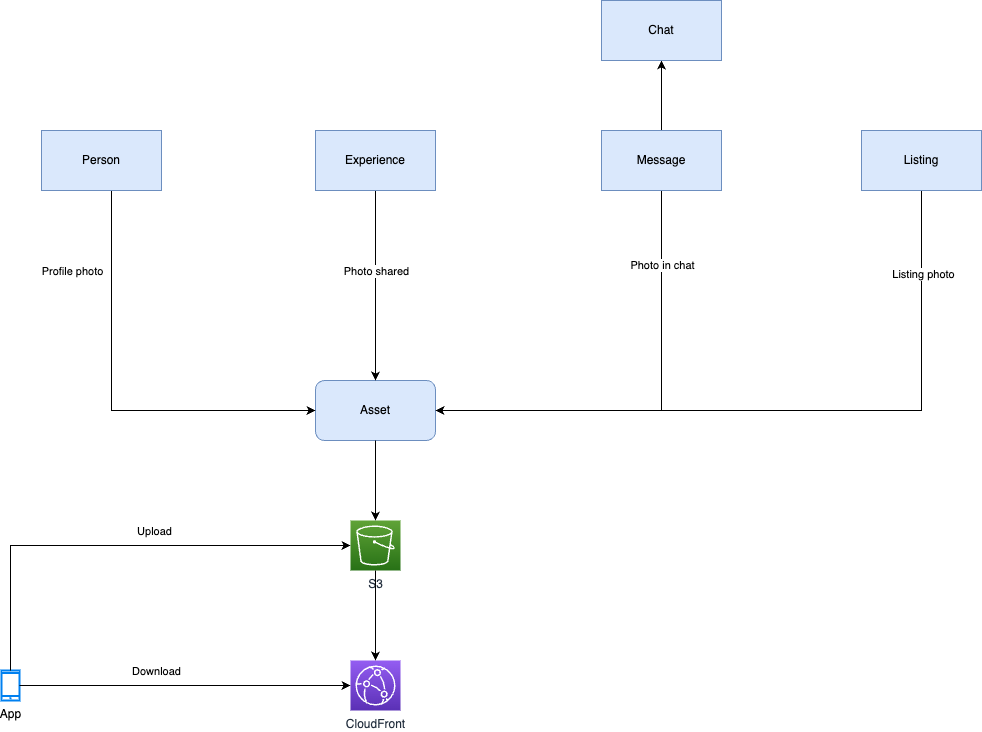 Chat
Person
Experience
Message
Listing
Profile photo
Photo shared
Photo in chat
Listing photo
Asset
Upload
S3
Download
App
CloudFront